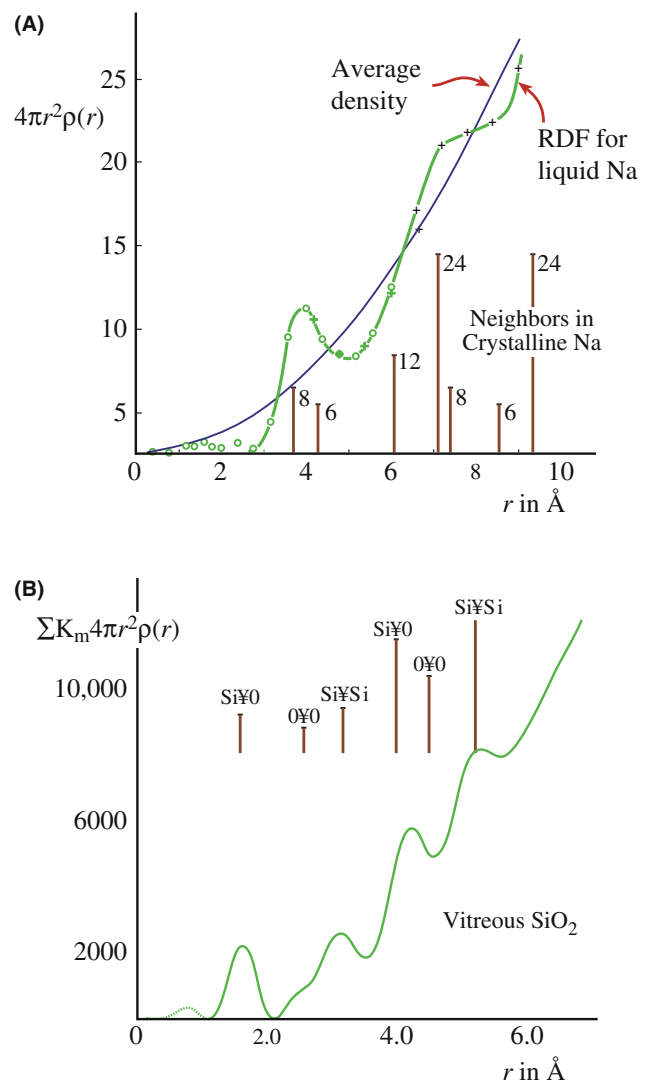 (A)
25
4πr²ρ(r)
20
15
10
5
0
2
4
6
8
10
r in Å
Average
density
RDF for
liquid Na
8
6
12
24
8
6
24
Neighbors in
Crystalline Na
(B)
∑Kₘ4πr²ρ(r)
10,000
6000
2000
Si¥0
0¥0
Si¥Si
Si¥0
0¥0
Si¥Si
Vitreous SiO₂
0
2.0
4.0
6.0
r in Å